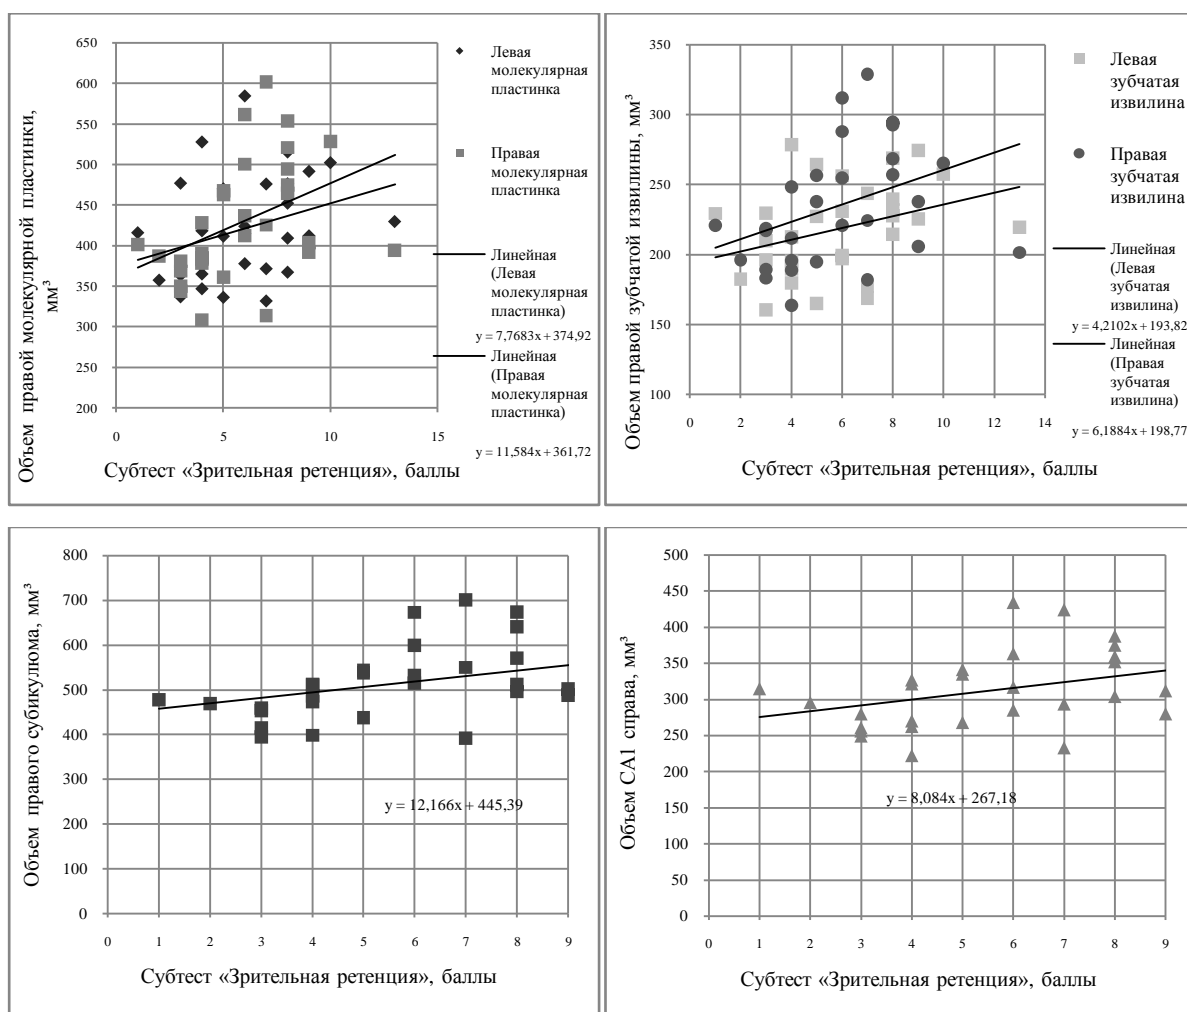 650
600
550
500
450
400
350
300
250
200
0
5
10
15
Объем правой молекулярной пластинки,
мм³
Субтест «Зрительная ретенция», баллы
Левая
молекулярная
пластинка
Правая
молекулярная
пластинка
Линейная
(Левая
молекулярная
пластинка)
y = 7,7683x + 374,92
Линейная
(Правая
молекулярная
пластинка)
y = 11,584x + 361,72
350
300
250
200
150
100
0
2
4
6
8
10
12
14
Объем правой зубчатой извилины, мм³
Субтест «Зрительная ретенция», баллы
Левая
зубчатая
извилина
Правая
зубчатая
извилина
Линейная
(Левая
зубчатая
извилина)
y = 4,2102x + 193,82
Линейная
(Правая
зубчатая
извилина)
y = 6,1884x + 198,77
800
700
600
500
400
300
200
100
0
0
1
2
3
4
5
6
7
8
9
Объем правого субикулюма, мм³
y = 12,166x + 445,39
Субтест «Зрительная ретенция», баллы
500
450
400
350
300
250
200
150
100
50
0
0
1
2
3
4
5
6
7
8
9
Объем CA1 справа, мм³
y = 8,084x + 267,18
Субтест «Зрительная ретенция», баллы